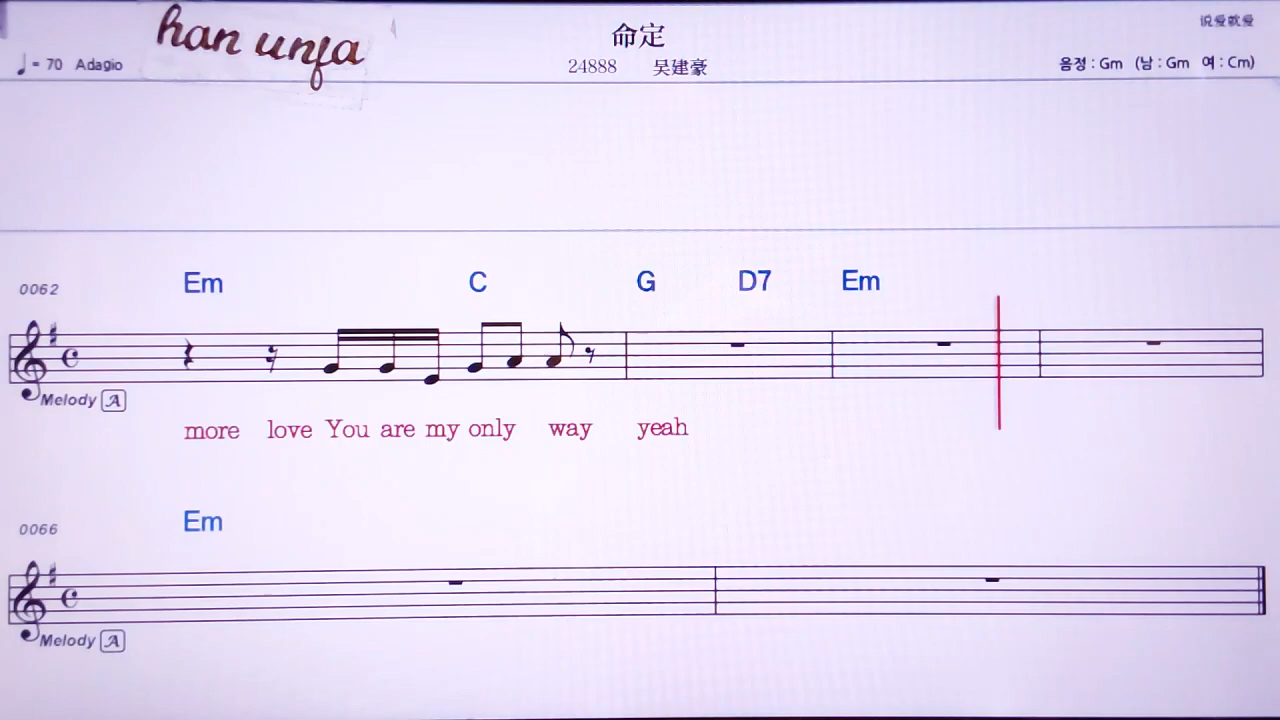 han unfa
命定
说爱就爱
♩= 70 Adagio
24888 吴建豪
음정 : Gm (남 : Gm 여 : Cm)
0062 Em C G D7 Em
Melody A
more love You are my only way yeah
0066 Em
Melody A